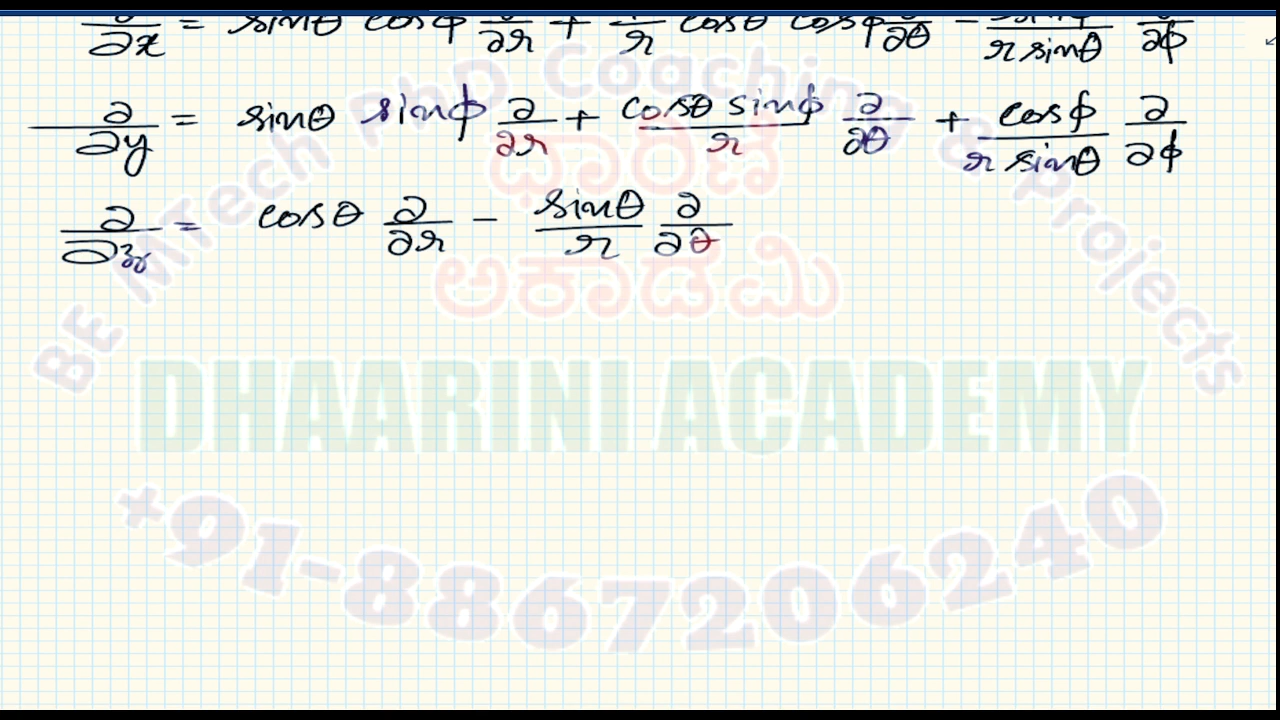 ∂/∂x = sinθ cosφ ∂/∂r + 1/r cosθ cosφ ∂/∂θ - sinφ/(r sinθ) ∂/∂φ
∂/∂y = sinθ sinφ ∂/∂r + (cosθ sinφ)/r ∂/∂θ + cosφ/(r sinθ) ∂/∂φ
∂/∂z = cosθ ∂/∂r - sinθ/r ∂/∂θ
BE MTech PhD Coaching & Projects
ಧಾರಿಣಿ
ಅಕಾಡೆಮಿ
DHAARINI ACADEMY
+91-8867206240